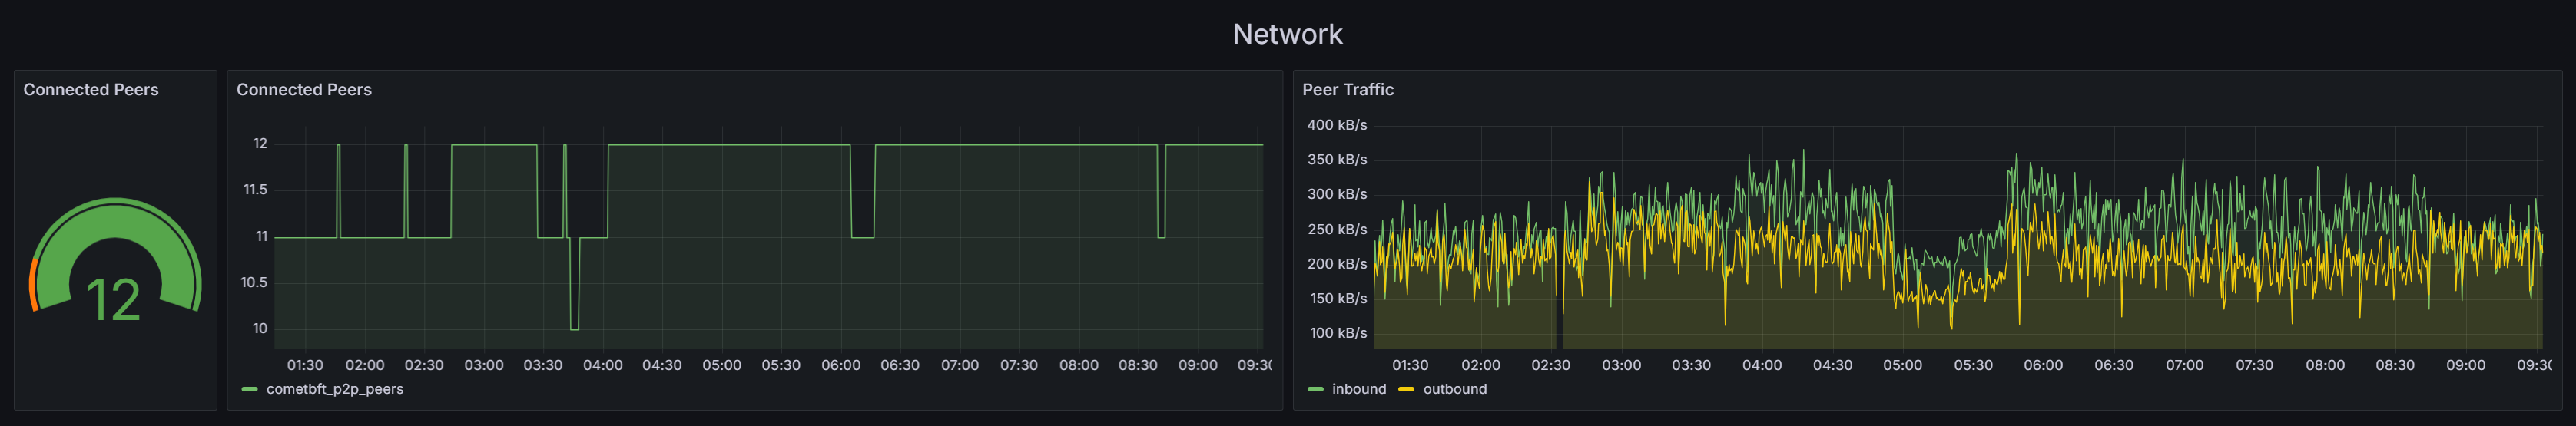 Network
Connected Peers
12
Connected Peers
12
11.5
11
10.5
10
01:30 02:00 02:30 03:00 03:30 04:00 04:30 05:00 05:30 06:00 06:30 07:00 07:30 08:00 08:30 09:00 09:30
cometbft_p2p_peers
Peer Traffic
400 kB/s
350 kB/s
300 kB/s
250 kB/s
200 kB/s
150 kB/s
100 kB/s
01:30 02:00 02:30 03:00 03:30 04:00 04:30 05:00 05:30 06:00 06:30 07:00 07:30 08:00 08:30 09:00 09:30
inbound outbound